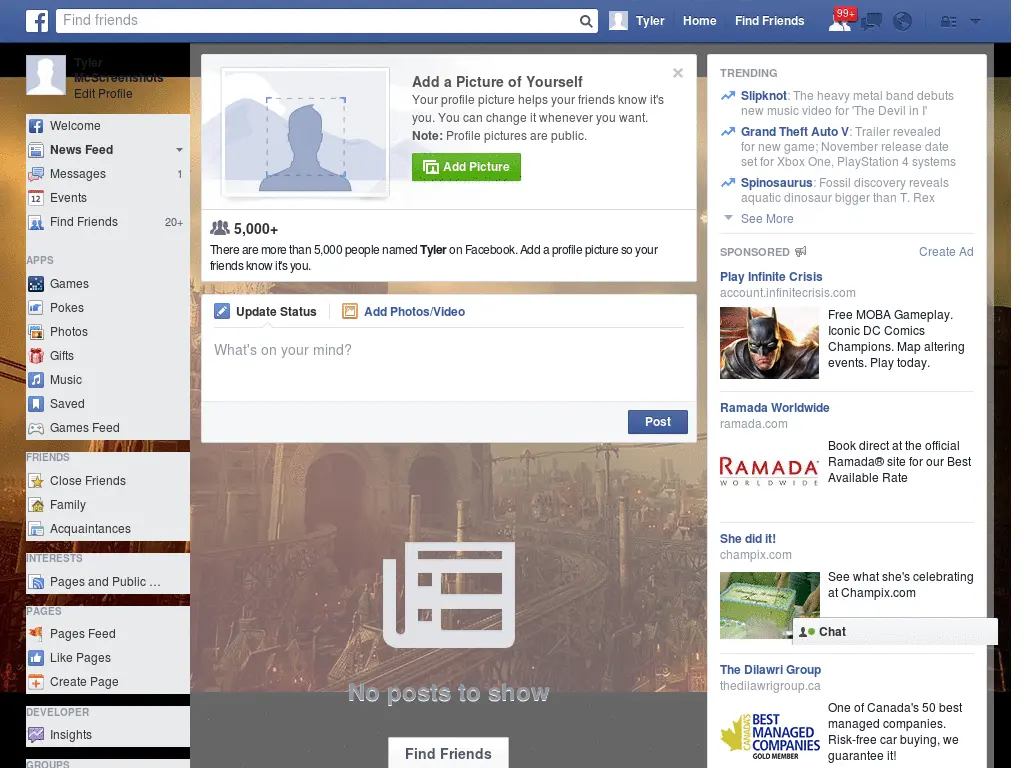 Find friends
Tyler
Home
Find Friends
99+
Tyler
McScreenshots
Edit Profile
Welcome
News Feed
Messages 1
12 Events
Find Friends 20+
APPS
Games
Pokes
Photos
Gifts
Music
Saved
Games Feed
FRIENDS
Close Friends
Family
Acquaintances
INTERESTS
Pages and Public ...
PAGES
Pages Feed
Like Pages
Create Page
DEVELOPER
Insights
GROUPS
Add a Picture of Yourself
Your profile picture helps your friends know it's
you. You can change it whenever you want.
Note: Profile pictures are public.
Add Picture
5,000+
There are more than 5,000 people named Tyler on Facebook. Add a profile picture so your
friends know it's you.
Update Status
Add Photos/Video
What's on your mind?
Post
No posts to show
Find Friends
TRENDING
Slipknot: The heavy metal band debuts
new music video for 'The Devil in I'
Grand Theft Auto V: Trailer revealed
for new game; November release date
set for Xbox One, PlayStation 4 systems
Spinosaurus: Fossil discovery reveals
aquatic dinosaur bigger than T. Rex
See More
SPONSORED Create Ad
Play Infinite Crisis
account.infinitecrisis.com
Free MOBA Gameplay.
Iconic DC Comics
Champions. Map altering
events. Play today.
Ramada Worldwide
ramada.com
RAMADA
WORLDWIDE
Book direct at the official
Ramada® site for our Best
Available Rate
She did it!
champix.com
See what she's celebrating
at Champix.com
Chat
The Dilawri Group
thedilawrigroup.ca
CANADA'S
BEST
MANAGED
COMPANIES
GOLD MEMBER
One of Canada's 50 best
managed companies.
Risk-free car buying, we
guarantee it!